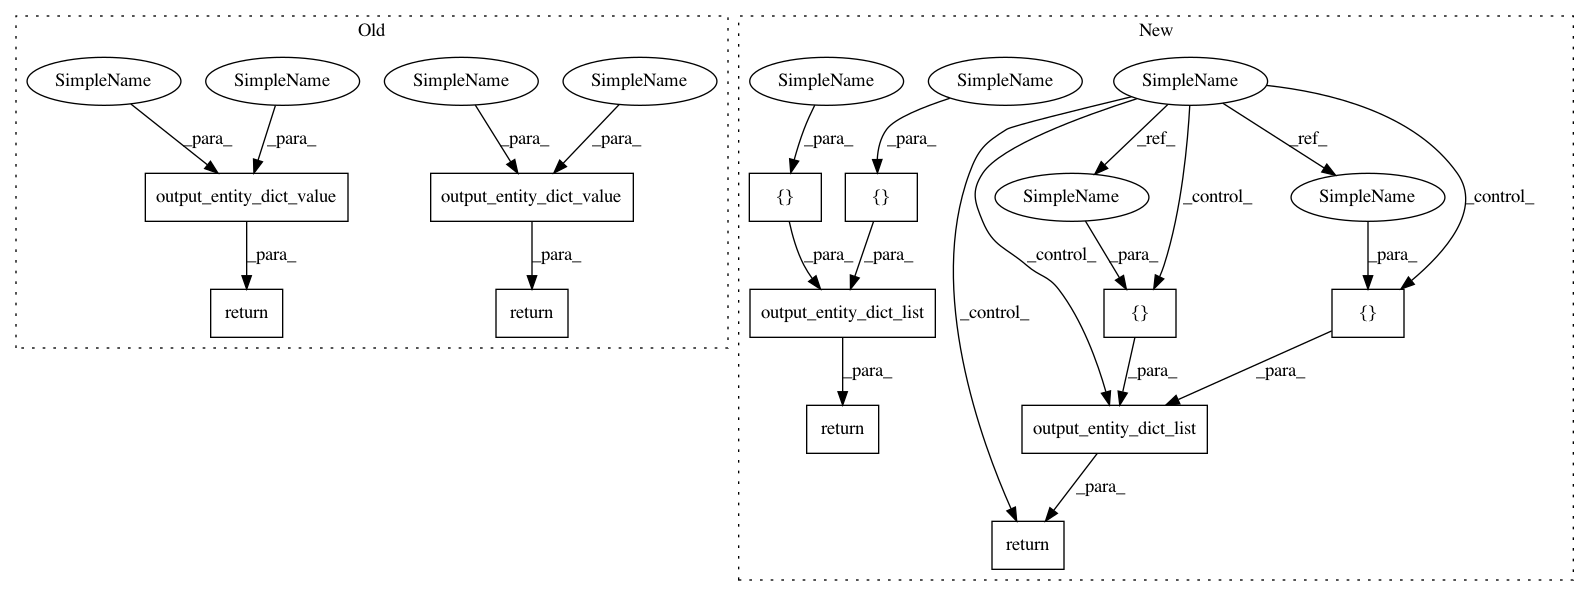 Old
New
SimpleName
SimpleName
SimpleName
SimpleName
SimpleName
SimpleName
SimpleName
_para_
_para_
_para_
_para_
_para_
_para_
_ref_
_ref_
output_entity_dict_value
output_entity_dict_value
{}
{}
SimpleName
_control_
SimpleName
_control_
_para_
_para_
_para_
_para_
_control_
_para_
_para_
return
return
output_entity_dict_list
_control_
{}
{}
_para_
_para_
_para_
return
output_entity_dict_list
_para_
return